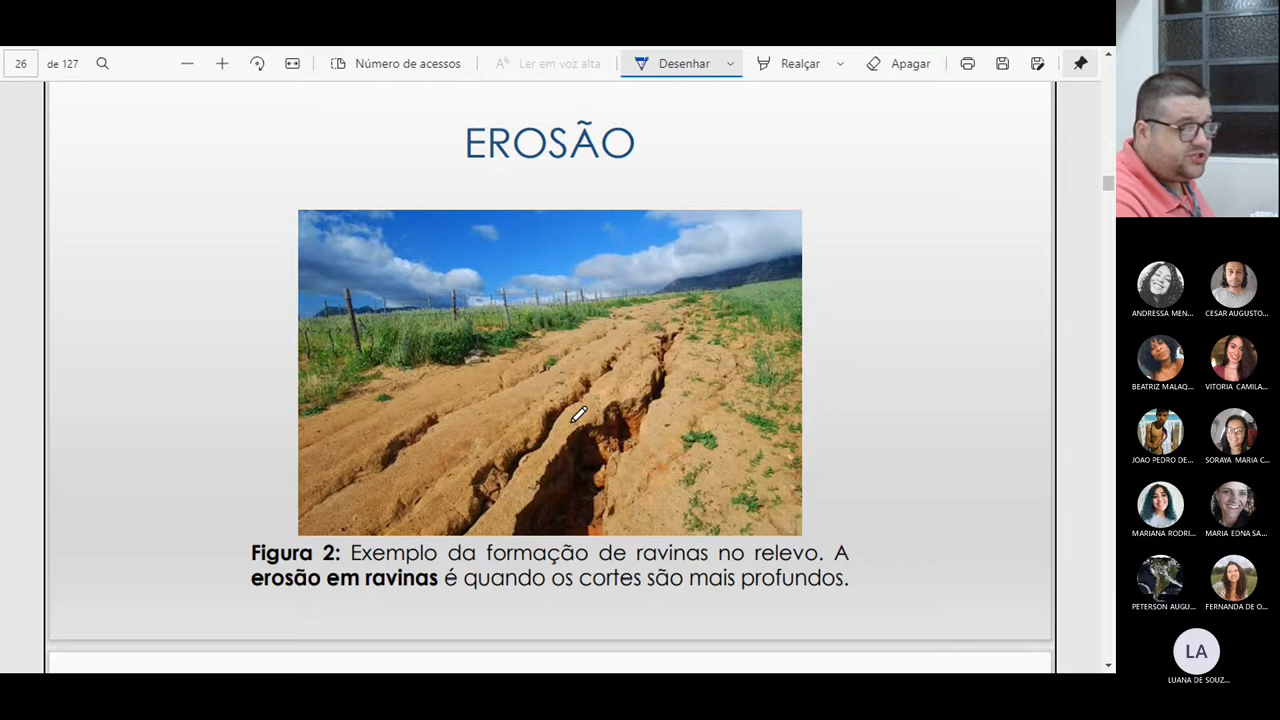 26 de 127
Número de acessos
Ler em voz alta
Desenhar
Realçar
Apagar
EROSÃO
Figura 2: Exemplo da formação de ravinas no relevo. A
erosão em ravinas é quando os cortes são mais profundos.
ANDRESSA MEN...
CESAR AUGUSTO...
BEATRIZ MALAQ...
VITORIA CAMILA...
JOAO PEDRO DE...
SORAYA MARIA C...
MARIANA RODRI...
MARIA EDNA SA...
PETERSON AUGU...
FERNANDA DE O...
LA
LUANA DE SOUZ...